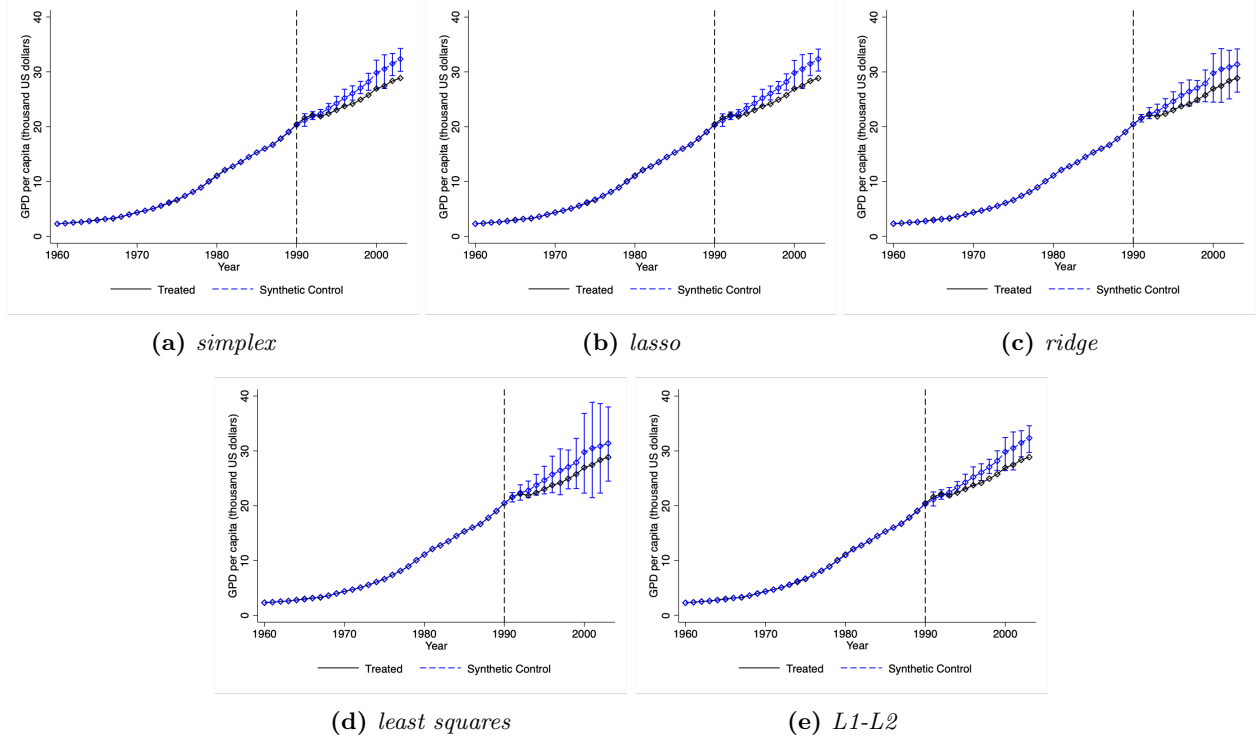 GPD per capita (thousand US dollars)
40
30
20
10
0
1960 1970 1980 1990 2000
Year
Treated Synthetic Control
(a) simplex
GPD per capita (thousand US dollars)
40
30
20
10
0
1960 1970 1980 1990 2000
Year
Treated Synthetic Control
(b) lasso
GPD per capita (thousand US dollars)
40
30
20
10
0
1960 1970 1980 1990 2000
Year
Treated Synthetic Control
(c) ridge
GPD per capita (thousand US dollars)
40
30
20
10
0
1960 1970 1980 1990 2000
Year
Treated Synthetic Control
(d) least squares
GPD per capita (thousand US dollars)
40
30
20
10
0
1960 1970 1980 1990 2000
Year
Treated Synthetic Control
(e) L1-L2